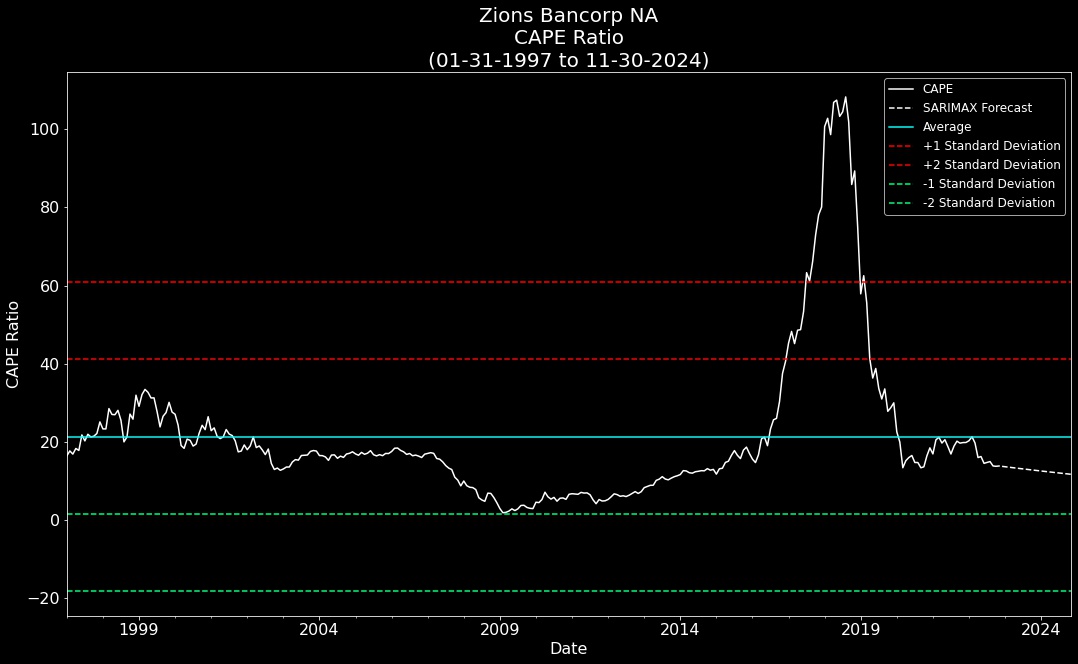 Zions Bancorp NA
CAPE Ratio
(01-31-1997 to 11-30-2024)
CAPE
SARIMAX Forecast
Average
+1 Standard Deviation
+2 Standard Deviation
-1 Standard Deviation
-2 Standard Deviation
CAPE Ratio
100
80
60
40
20
0
−20
1999
2004
2009
2014
2019
2024
Date